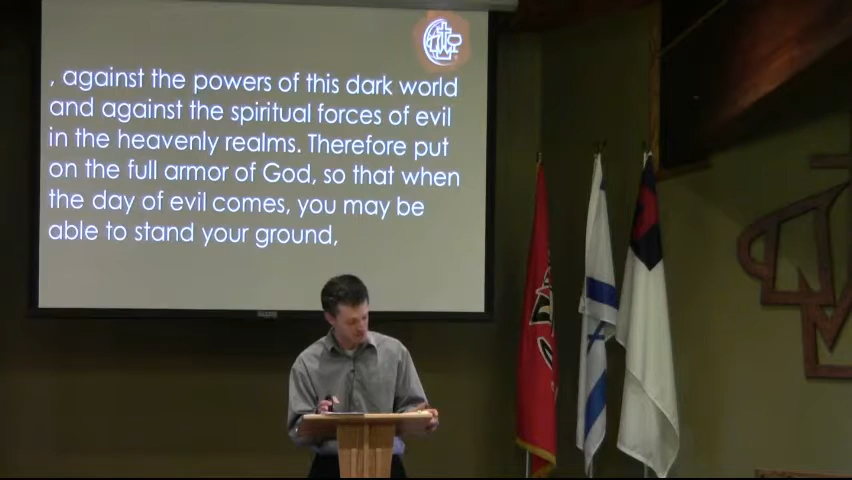 , against the powers of this dark world
and against the spiritual forces of evil
in the heavenly realms. Therefore put
on the full armor of God, so that when
the day of evil comes, you may be
able to stand your ground,